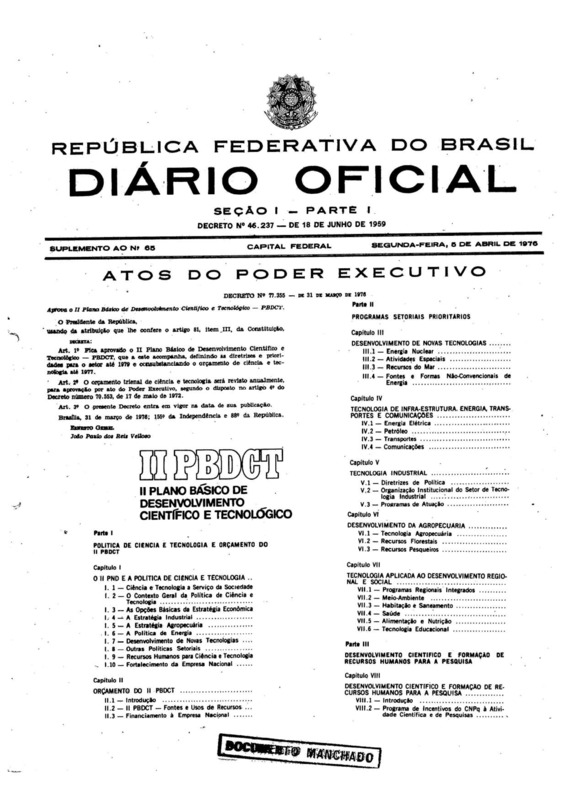 REPÚBLICA FEDERATIVA DO BRASIL
DIÁRIO OFICIAL
SEÇÃO I — PARTE I
DECRETO Nº 46.237 — DE 18 DE JUNHO DE 1959
SUPLEMENTO AO Nº 65 CAPITAL FEDERAL SEGUNDA-FEIRA, 5 DE ABRIL DE 1976
ATOS DO PODER EXECUTIVO
DECRETO Nº 77.355 — DE 31 DE MARÇO DE 1976
Aprova o II Plano Básico de Desenvolvimento Científico e Tecnológico — PBDCT.
O Presidente da República,
usando da atribuição que lhe confere o artigo 81, item III, da Constituição,
DECRETA:
Art. 1º Fica aprovado o II Plano Básico de Desenvolvimento Científico e
Tecnológico — PBDCT, que a este acompanha, definindo as diretrizes e priori-
dades para o setor até 1979 e consubstanciando o orçamento de ciência e tec-
nologia até 1977.
Art. 2º O orçamento trienal de ciência e tecnologia será revisto anualmente,
para aprovação por ato do Poder Executivo, segundo o disposto no artigo 4º do
Decreto número 70.553, de 17 de maio de 1972.
Art. 3º O presente Decreto entra em vigor na data de sua publicação.
Brasília, 31 de março de 1976; 155º da Independência e 88º da República.
ERNESTO GEISEL
João Paulo dos Reis Velloso
II PBDCT
II PLANO BÁSICO DE
DESENVOLVIMENTO
CIENTÍFICO E TECNOLÓGICO
Parte I
POLITICA DE CIENCIA E TECNOLOGIA E ORÇAMENTO DO
II PBDCT
Capítulo I
O II PND E A POLITICA DE CIENCIA E TECNOLOGIA ..
I. 1 — Ciência e Tecnologia a Serviço da Sociedade
I. 2 — O Contexto Geral da Política de Ciência e
Tecnologia ..........................
I. 3 — As Opções Básicas da Estratégia Econômica
I. 4 — A Estratégia Industrial ..................
I. 5 — A Estratégia Agropecuária ...............
I. 6 — A Política de Energia ...................
I. 7 — Desenvolvimento de Novas Tecnologias ....
I. 8 — Outras Políticas Setoriais ................
I. 9 — Recursos Humanos para Ciência e Tecnologia
I.10 — Fortalecimento da Empresa Nacional ......
Capítulo II
ORÇAMENTO DO II PBDCT ........................
II.1 — Introdução ............................
II.2 — II PBDCT — Fontes e Usos de Recursos ...
II.3 — Financiamento à Empresa Nacional .......
Parte II
PROGRAMAS SETORIAIS PRIORITARIOS
Capítulo III
DESENVOLVIMENTO DE NOVAS TECNOLOGIAS ........
III.1 — Energia Nuclear .......................
III.2 — Atividades Espaciais ...................
III.3 — Recursos do Mar ......................
III.4 — Fontes e Formas Não-Convencionais de
Energia ..............................
Capítulo IV
TECNOLOGIA DE INFRA-ESTRUTURA. ENERGIA, TRANS-
PORTES E COMUNICAÇÕES ........................
IV.1 — Energia Elétrica .......................
IV.2 — Petróleo ..............................
IV.3 — Transportes ...........................
IV.4 — Comunicações .........................
Capítulo V
TECNOLOGIA INDUSTRIAL ........................
V.1 — Diretrizes de Política ...................
V.2 — Organização Institucional do Setor de Tecno-
logia Industrial .......................
V.3 — Programas de Atuação ..................
Capítulo VI
DESENVOLVIMENTO DA AGROPECUARIA .............
VI.1 — Tecnologia Agropecuária ...............
VI.2 — Recursos Florestais ....................
VI.3 — Recursos Pesqueiros ...................
Capítulo VII
TECNOLOGIA APLICADA AO DESENVOLVIMENTO REGIO-
NAL E SOCIAL ..................................
VII.1 — Programas Regionais Integrados ........
VII.2 — Meio-Ambiente .......................
VII.3 — Habitação e Saneamento ..............
VII.4 — Saúde ...............................
VII.5 — Alimentação e Nutrição ...............
VII.6 — Tecnologia Educacional ...............
Parte III
DESENVOLVIMENTO CIENTIFICO E FORMAÇÃO DE
RECURSOS HUMANOS PARA A PESQUISA
Capítulo VIII
DESENVOLVIMENTO CIENTIFICO E FORMAÇÃO DE RE-
CURSOS HUMANOS PARA A PESQUISA ...............
VIII.1 — Introdução ..........................
VIII.2 — Programa de Incentivos do CNPq à Ativi-
dade Científica e de Pesquisas ..........
DOCUMENTO MANCHADO